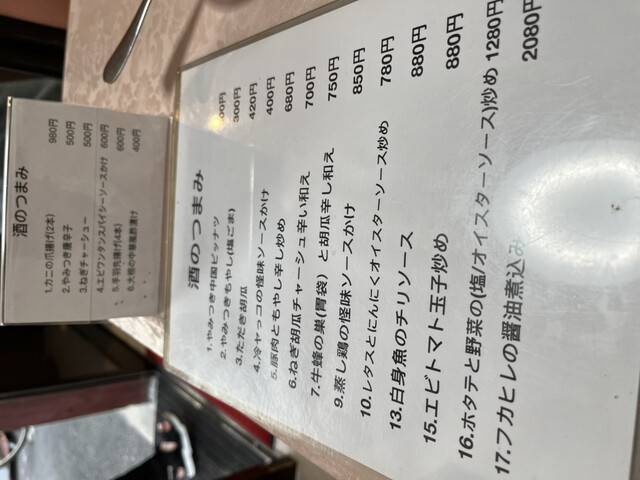 酒のつまみ
1.カニの爪揚げ(2本) 980円
2.やみつき唐辛子 500円
3.ねぎチャーシュー 500円
4.エビワンタンスパイシーソースかけ 600円
5.手羽先揚げ(4本) 600円
6.大根の中華風酢漬け 400円
酒のつまみ
1.やみつき中国ピーナッツ
2.やみつきもやし(塩ごま) 300円
3.たたき胡瓜 420円
4.冷ヤッコの怪味ソースかけ 400円
5.豚肉ともやし辛し炒め 680円
6.ねぎ胡瓜チャーシュー辛い和え 700円
7.牛蜂の巣(胃袋)と胡瓜辛し和え 750円
9.蒸し鶏の怪味ソースかけ 850円
10.レタスとにんにくオイスターソース炒め 780円
13.白身魚のチリソース 880円
15.エビトマト玉子炒め 880円
16.ホタテと野菜の(塩/オイスターソース)炒め 1280円
17.フカヒレの醤油煮込み 2080円